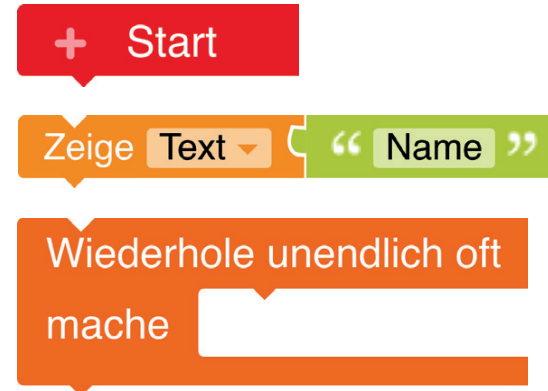 + Start
Zeige Text “ Name ”
Wiederhole unendlich oft
mache